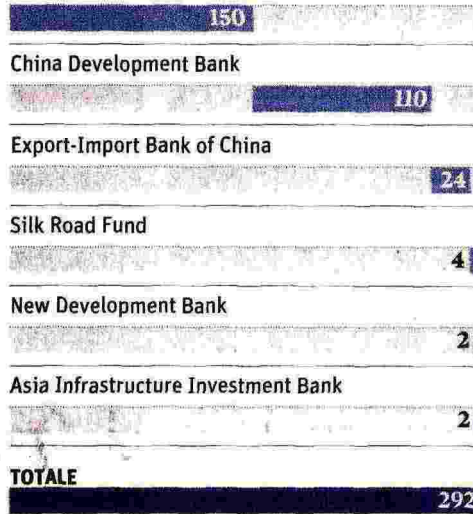 150
China Development Bank
110
Export-Import Bank of China
24
Silk Road Fund
4
New Development Bank
2
Asia Infrastructure Investment Bank
2
TOTALE
292